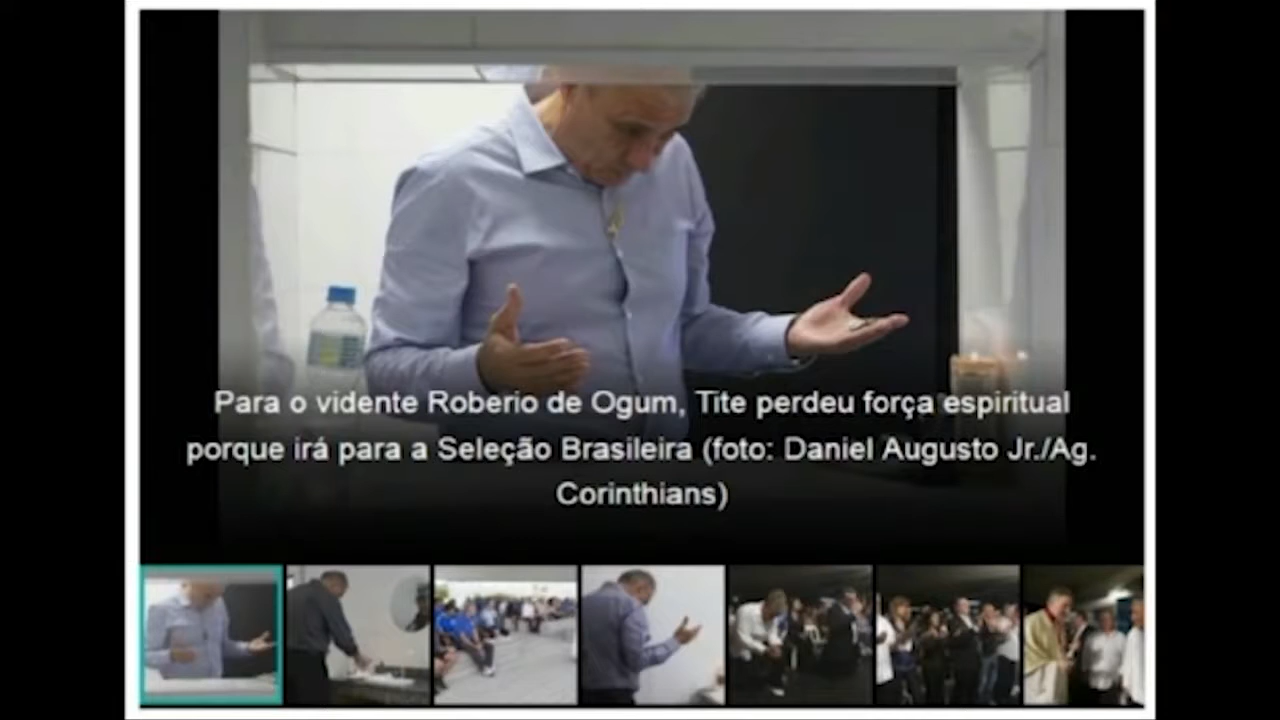 Para o vidente Roberio de Ogum, Tite perdeu força espiritual
porque irá para a Seleção Brasileira (foto: Daniel Augusto Jr./Ag.
Corinthians)